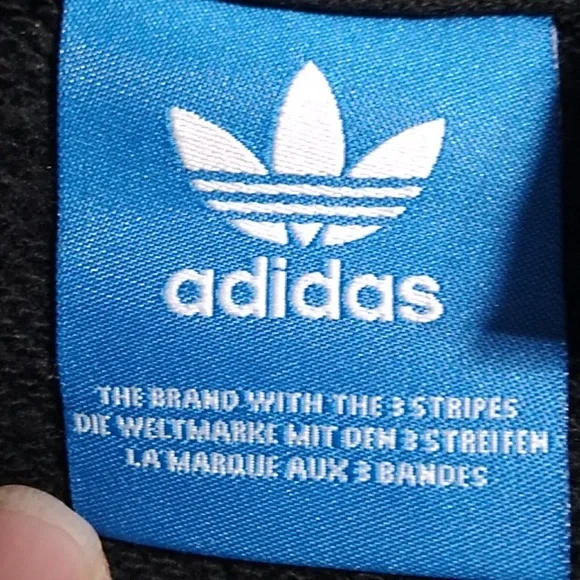 adidas
THE BRAND WITH THE 3 STRIPES
DIE WELTMARKE MIT DEN 3 STREIFEN
LA MARQUE AUX 3 BANDES